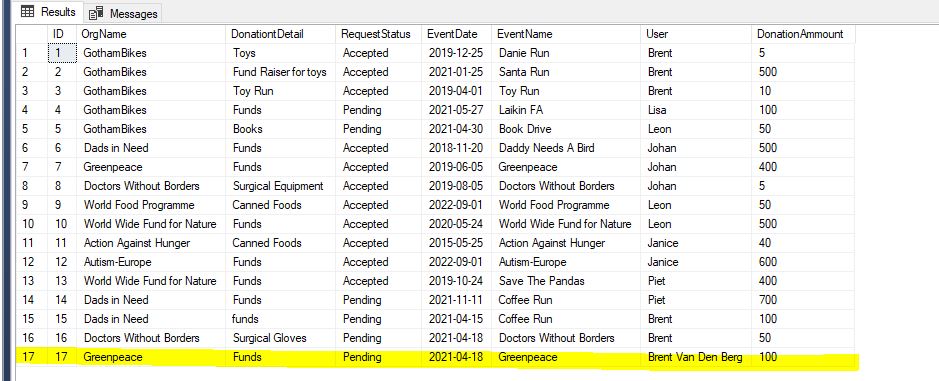 Results Messages
ID OrgName DonationtDetail RequestStatus EventDate EventName User DonationAmmount
1 1 GothamBikes Toys Accepted 2019-12-25 Danie Run Brent 5
2 2 GothamBikes Fund Raiser for toys Accepted 2021-01-25 Santa Run Brent 500
3 3 GothamBikes Toy Run Accepted 2019-04-01 Toy Run Brent 10
4 4 GothamBikes Funds Pending 2021-05-27 Laikin FA Lisa 100
5 5 GothamBikes Books Pending 2021-04-30 Book Drive Leon 50
6 6 Dads in Need Funds Accepted 2018-11-20 Daddy Needs A Bird Johan 500
7 7 Greenpeace Funds Accepted 2019-06-05 Greenpeace Johan 400
8 8 Doctors Without Borders Surgical Equipment Accepted 2019-08-05 Doctors Without Borders Johan 5
9 9 World Food Programme Canned Foods Accepted 2022-09-01 World Food Programme Leon 50
10 10 World Wide Fund for Nature Funds Accepted 2020-05-24 World Wide Fund for Nature Leon 500
11 11 Action Against Hunger Canned Foods Accepted 2015-05-25 Action Against Hunger Janice 40
12 12 Autism-Europe Funds Accepted 2022-09-01 Autism-Europe Janice 600
13 13 World Wide Fund for Nature Funds Accepted 2019-10-24 Save The Pandas Piet 400
14 14 Dads in Need Funds Pending 2021-11-11 Coffee Run Piet 700
15 15 Dads in Need funds Pending 2021-04-15 Coffee Run Brent 100
16 16 Doctors Without Borders Surgical Gloves Pending 2021-04-18 Doctors Without Borders Brent 50
17 17 Greenpeace Funds Pending 2021-04-18 Greenpeace Brent Van Den Berg 100